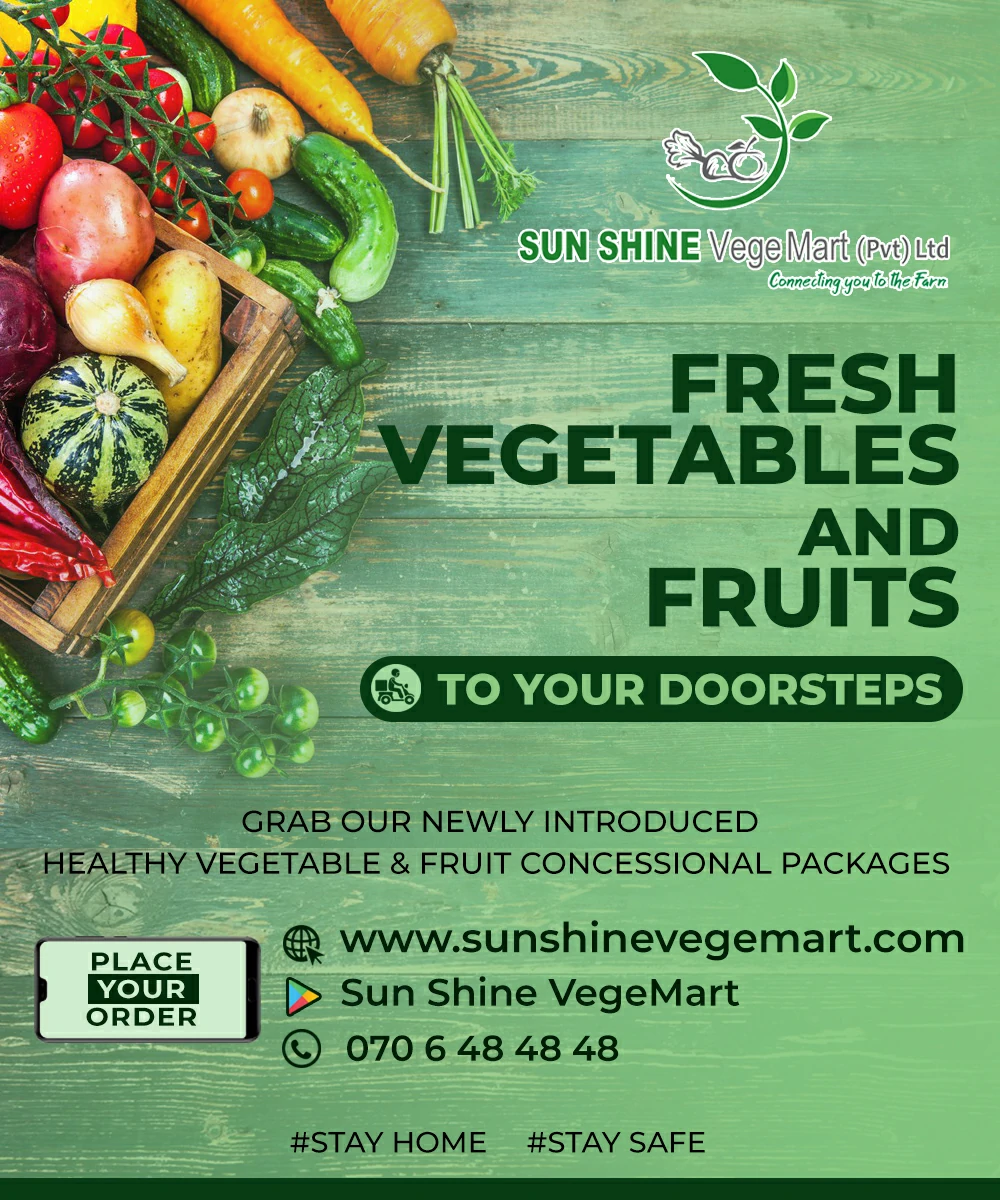 SUN SHINE VegeMart (Pvt) Ltd
Connecting you to the Farm
FRESH
VEGETABLES
AND
FRUITS
TO YOUR DOORSTEPS
GRAB OUR NEWLY INTRODUCED
HEALTHY VEGETABLE & FRUIT CONCESSIONAL PACKAGES
PLACE
YOUR
ORDER
www.sunshinevegemart.com
Sun Shine VegeMart
070 6 48 48 48
#STAY HOME #STAY SAFE